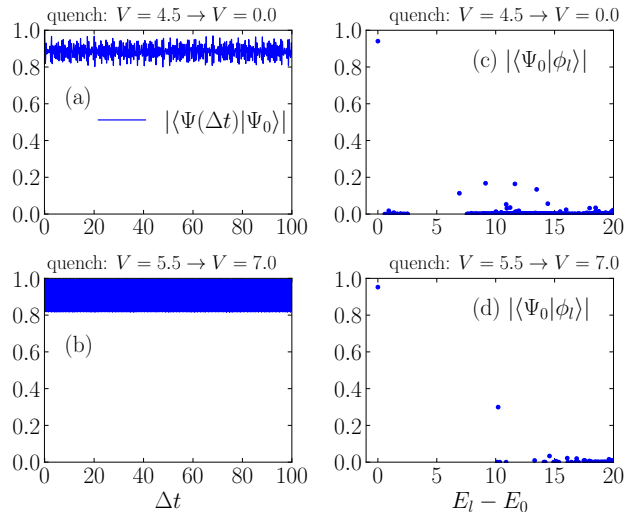 quench: V = 4.5 → V = 0.0
1.0
0.8
0.6
0.4
0.2
0.0
(a)
|⟨Ψ(Δt)|Ψ₀⟩|
0 20 40 60 80 100
quench: V = 4.5 → V = 0.0
1.0
0.8
0.6
0.4
0.2
0.0
(c) |⟨Ψ₀|ϕₗ⟩|
0 5 10 15 20
quench: V = 5.5 → V = 7.0
1.0
0.8
0.6
0.4
0.2
0.0
(b)
0 20 40 60 80 100
Δt
quench: V = 5.5 → V = 7.0
1.0
0.8
0.6
0.4
0.2
0.0
(d) |⟨Ψ₀|ϕₗ⟩|
0 5 10 15 20
Eₗ − E₀